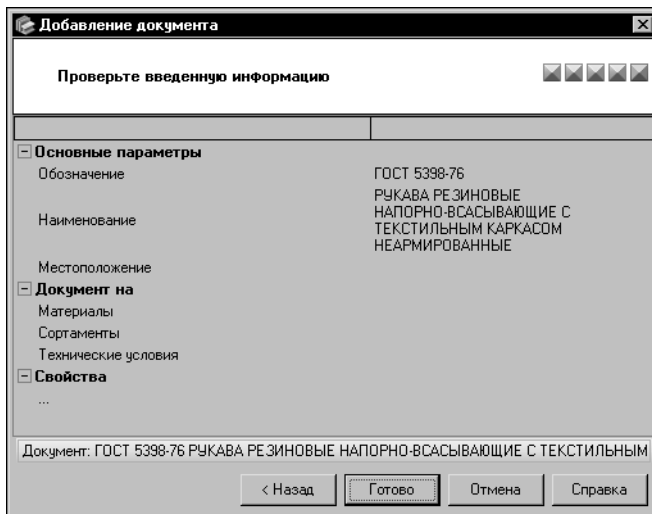 Добавление документа
Проверьте введенную информацию
Основные параметры
Обозначение ГОСТ 5398-76
Наименование РУКАВА РЕЗИНОВЫЕ
НАПОРНО-ВСАСЫВАЮЩИЕ С
ТЕКСТИЛЬНЫМ КАРКАСОМ
НЕАРМИРОВАННЫЕ
Местоположение
Документ на
Материалы
Сортаменты
Технические условия
Свойства
...
Документ: ГОСТ 5398-76 РУКАВА РЕЗИНОВЫЕ НАПОРНО-ВСАСЫВАЮЩИЕ С ТЕКСТИЛЬНЫМ
< Назад Готово Отмена Справка